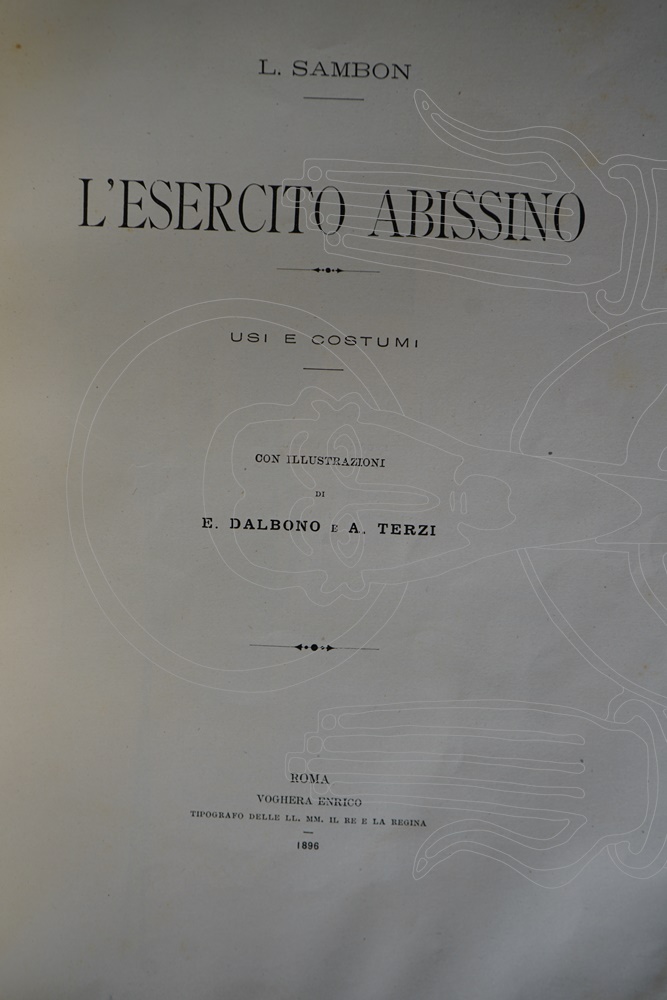 L. SAMBON
L'ESERCITO ABISSINO
USI E COSTUMI
CON ILLUSTRAZIONI
DI
E. DALBONO E A. TERZI
ROMA
VOGHERA ENRICO
TIPOGRAFO DELLE LL. MM. IL RE E LA REGINA
1896